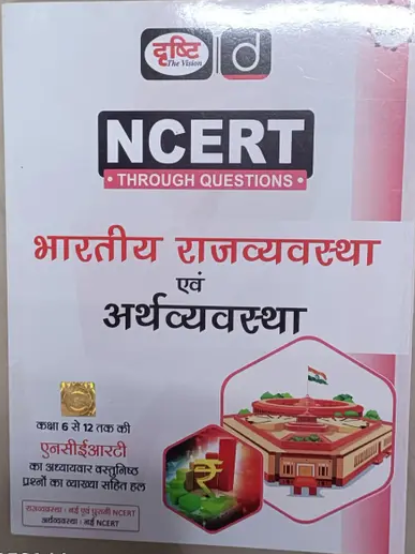 दृष्टि
The Vision
d
NCERT
• THROUGH QUESTIONS •
भारतीय राजव्यवस्था
एवं
अर्थव्यवस्था
कक्षा 6 से 12 तक की
एनसीईआरटी
का अध्यायवार वस्तुनिष्ठ
प्रश्नों का व्याख्या सहित हल
राजव्यवस्था : नई एवं पुरानी NCERT
अर्थव्यवस्था : नई NCERT
₹